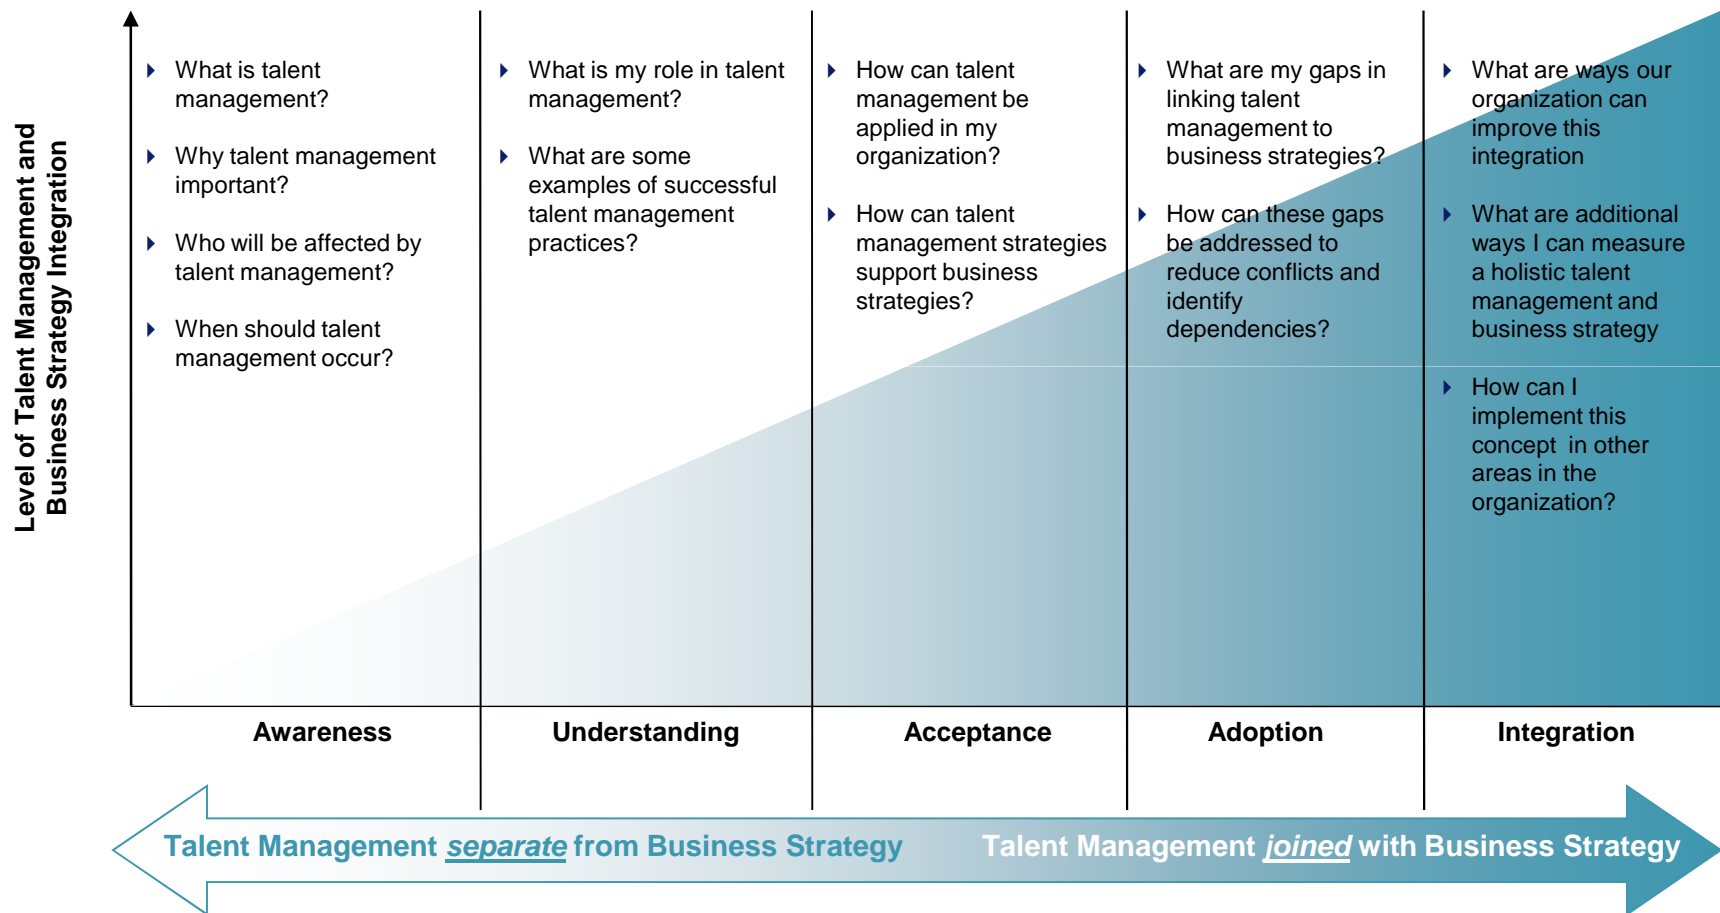 Level of Talent Management and
Business Strategy Integration
What is talent
management?
Why talent management
important?
Who will be affected by
talent management?
When should talent
management occur?
What is my role in talent
management?
What are some
examples of successful
talent management
practices?
How can talent
management be
applied in my
organization?
How can talent
management strategies
support business
strategies?
What are my gaps in
linking talent
management to
business strategies?
How can these gaps
be addressed to
reduce conflicts and
identify
dependencies?
What are ways our
organization can
improve this
integration
What are additional
ways I can measure
a holistic talent
management and
business strategy
How can I
implement this
concept  in other
areas in the
organization?
Awareness
Understanding
Acceptance
Adoption
Integration
Talent Management separate from Business Strategy
Talent Management joined with Business Strategy